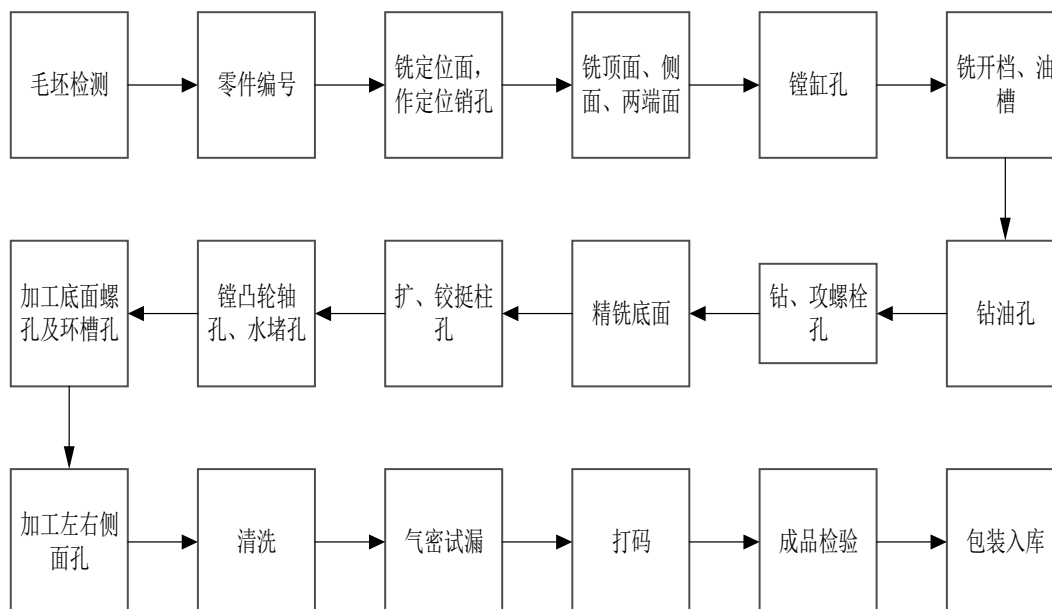 毛坯检测
零件编号
铣定位面，
作定位销孔
铣顶面、侧
面、两端面
镗缸孔
铣开档、油
槽
加工底面螺
孔及环槽孔
镗凸轮轴
孔、水堵孔
扩、铰挺柱
孔
精铣底面
钻、攻螺栓
孔
钻油孔
加工左右侧
面孔
清洗
气密试漏
打码
成品检验
包装入库